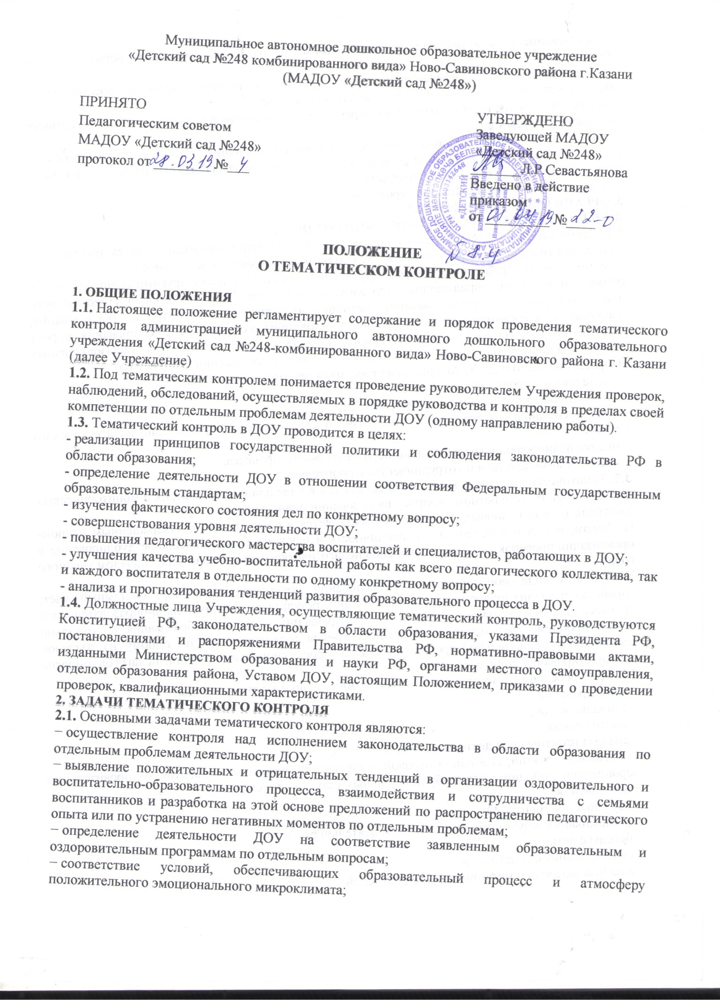 Муниципальное автономное дошкольное образовательное учреждение
«Детский сад №248 комбинированного вида» Ново-Савиновского района г.Казани
(МАДОУ «Детский сад №248»)
ПРИНЯТО
Педагогическим советом
МАДОУ «Детский сад №248»
протокол от 28.03.19 № 4
УТВЕРЖДЕНО
Заведующей МАДОУ
«Детский сад №248»
Л.Р.Севастьянова
Введено в действие
приказом
от 01.04.19 № 22-О
МУНИЦИПАЛЬНОЕ АВТОНОМНОЕ ДОШКОЛЬНОЕ ОБРАЗОВАТЕЛЬНОЕ УЧРЕЖДЕНИЕ
ОГРН 1021603142648
«ДЕТСКИЙ
САД № 248
КОМБИНИРОВАННОГО
ВИДА»
Ново-Савиновского района
8.4
ПОЛОЖЕНИЕ
О ТЕМАТИЧЕСКОМ КОНТРОЛЕ
1. ОБЩИЕ ПОЛОЖЕНИЯ
1.1. Настоящее положение регламентирует содержание и порядок проведения тематического
контроля администрацией муниципального автономного дошкольного образовательного
учреждения «Детский сад №248-комбинированного вида» Ново-Савиновского района г. Казани
(далее Учреждение)
1.2. Под тематическим контролем понимается проведение руководителем Учреждения проверок,
наблюдений, обследований, осуществляемых в порядке руководства и контроля в пределах своей
компетенции по отдельным проблемам деятельности ДОУ (одному направлению работы).
1.3. Тематический контроль в ДОУ проводится в целях:
- реализации принципов государственной политики и соблюдения законодательства РФ в
области образования;
- определение деятельности ДОУ в отношении соответствия Федеральным государственным
образовательным стандартам;
- изучения фактического состояния дел по конкретному вопросу;
- совершенствования уровня деятельности ДОУ;
- повышения педагогического мастерства воспитателей и специалистов, работающих в ДОУ;
- улучшения качества учебно-воспитательной работы как всего педагогического коллектива, так
и каждого воспитателя в отдельности по одному конкретному вопросу;
- анализа и прогнозирования тенденций развития образовательного процесса в ДОУ.
1.4. Должностные лица Учреждения, осуществляющие тематический контроль, руководствуются
Конституцией РФ, законодательством в области образования, указами Президента РФ,
постановлениями и распоряжениями Правительства РФ, нормативно-правовыми актами,
изданными Министерством образования и науки РФ, органами местного самоуправления,
отделом образования района, Уставом ДОУ, настоящим Положением, приказами о проведении
проверок, квалификационными характеристиками.
2. ЗАДАЧИ ТЕМАТИЧЕСКОГО КОНТРОЛЯ
2.1. Основными задачами тематического контроля являются:
− осуществление контроля над исполнением законодательства в области образования по
отдельным проблемам деятельности ДОУ;
− выявление положительных и отрицательных тенденций в организации оздоровительного и
воспитательно-образовательного процесса, взаимодействия и сотрудничества с семьями
воспитанников и разработка на этой основе предложений по распространению педагогического
опыта или по устранению негативных моментов по отдельным проблемам;
− определение деятельности ДОУ на соответствие заявленным образовательным и
оздоровительным программам по отдельным вопросам;
− соответствие условий, обеспечивающих образовательный процесс и атмосферу
положительного эмоционального микроклимата;